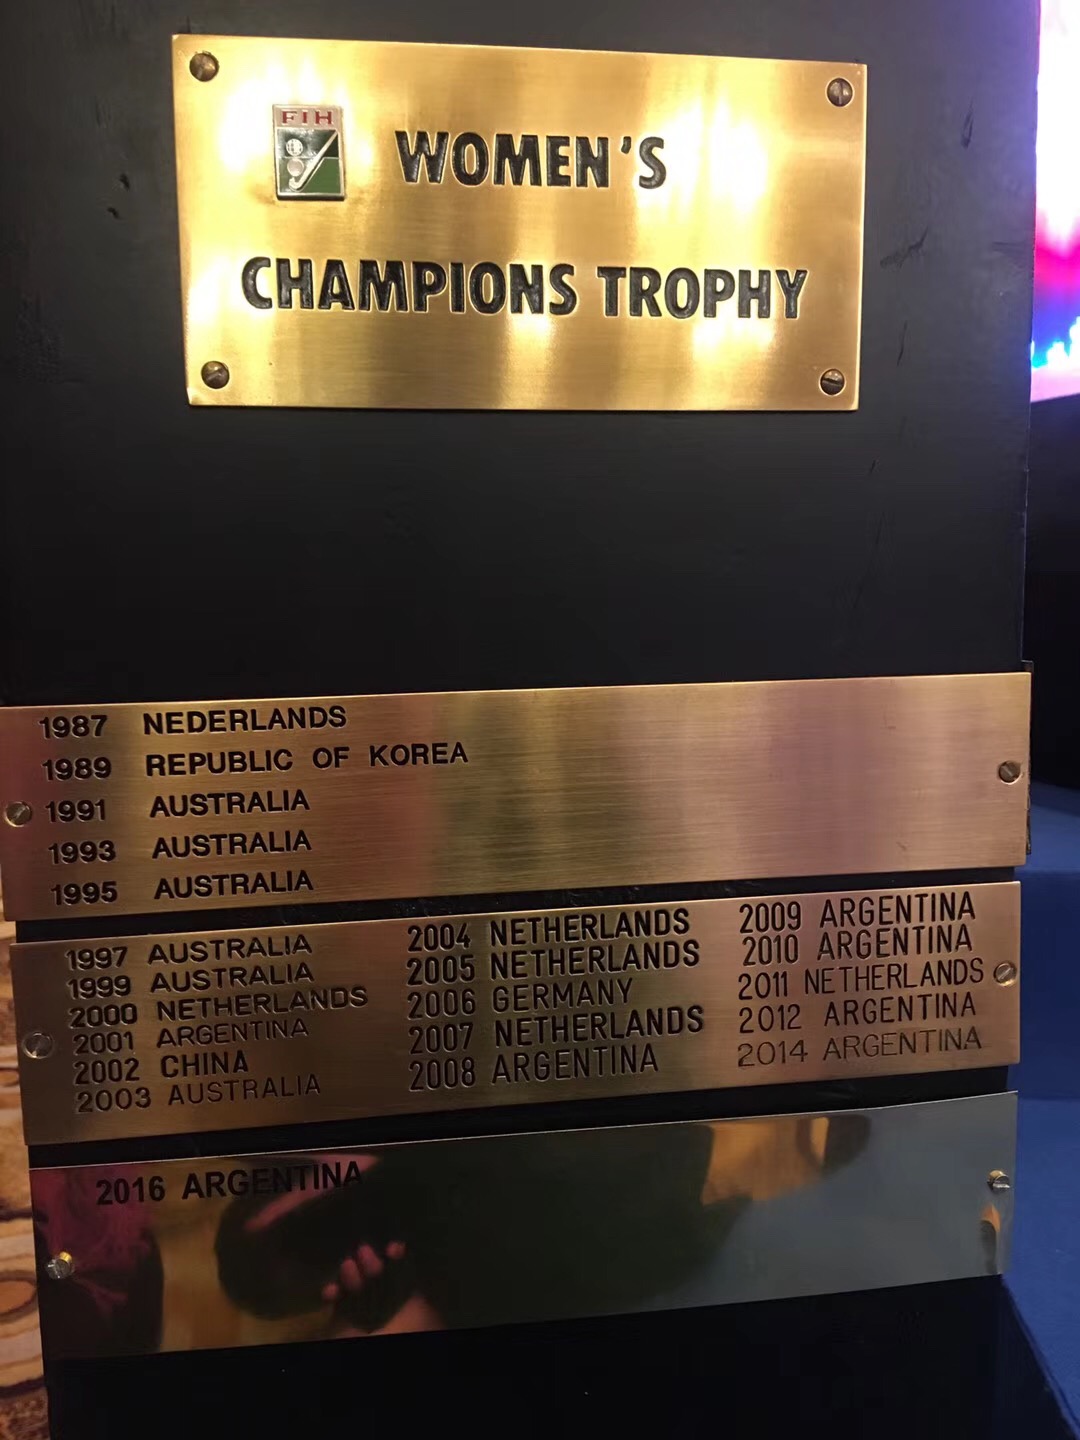 FIH
WOMEN'S
CHAMPIONS TROPHY
1987 NEDERLANDS
1989 REPUBLIC OF KOREA
1991 AUSTRALIA
1993 AUSTRALIA
1995 AUSTRALIA
1997 AUSTRALIA
1999 AUSTRALIA
2000 NETHERLANDS
2001 ARGENTINA
2002 CHINA
2003 AUSTRALIA
2004 NETHERLANDS
2005 NETHERLANDS
2006 GERMANY
2007 NETHERLANDS
2008 ARGENTINA
2009 ARGENTINA
2010 ARGENTINA
2011 NETHERLANDS
2012 ARGENTINA
2014 ARGENTINA
2016 ARGENTINA